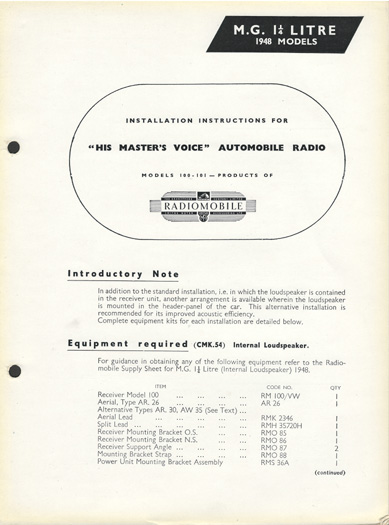 M.G. 1¼ LITRE
1948 MODELS
INSTALLATION INSTRUCTIONS FOR
"HIS MASTER'S VOICE" AUTOMOBILE RADIO
MODELS 100-101 — PRODUCTS OF
RADIOMOBILE
Introductory Note
In addition to the standard installation, i.e. in which the loudspeaker is contained
in the receiver unit, another arrangement is available wherein the loudspeaker
is mounted in the header-panel of the car. This alternative installation is
recommended for its improved acoustic efficiency.
Complete equipment kits for each installation are detailed below.
Equipment required (CMK.54) Internal Loudspeaker.
For guidance in obtaining any of the following equipment refer to the Radio-
mobile Supply Sheet for M.G. 1¼ Litre (Internal Loudspeaker) 1948.
ITEM CODE NO. QTY
Receiver Model 100 ... ... ... ... RM 100/VW 1
Aerial, Type AR. 26 ... ... ... ... AR 26 1
Alternative Types AR. 30, AW 35 (See Text) ...
Aerial Lead ... ... ... ... RMK 2346 1
Split Lead ... ... ... ... ... RMH 35720H 1
Receiver Mounting Bracket O.S. ... ... RMO 85 1
Receiver Mounting Bracket N.S. ... ... RMO 86 1
Receiver Support Angle ... ... ... ... RMO 87 2
Mounting Bracket Strap ... ... ... ... RMO 88 1
Power Unit Mounting Bracket Assembly RMS 36A 1
(continued)